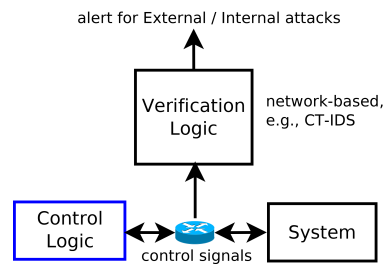 alert for External / Internal attacks
Verification
Logic
network-based,
e.g., CT-IDS
Control
Logic
System
control signals